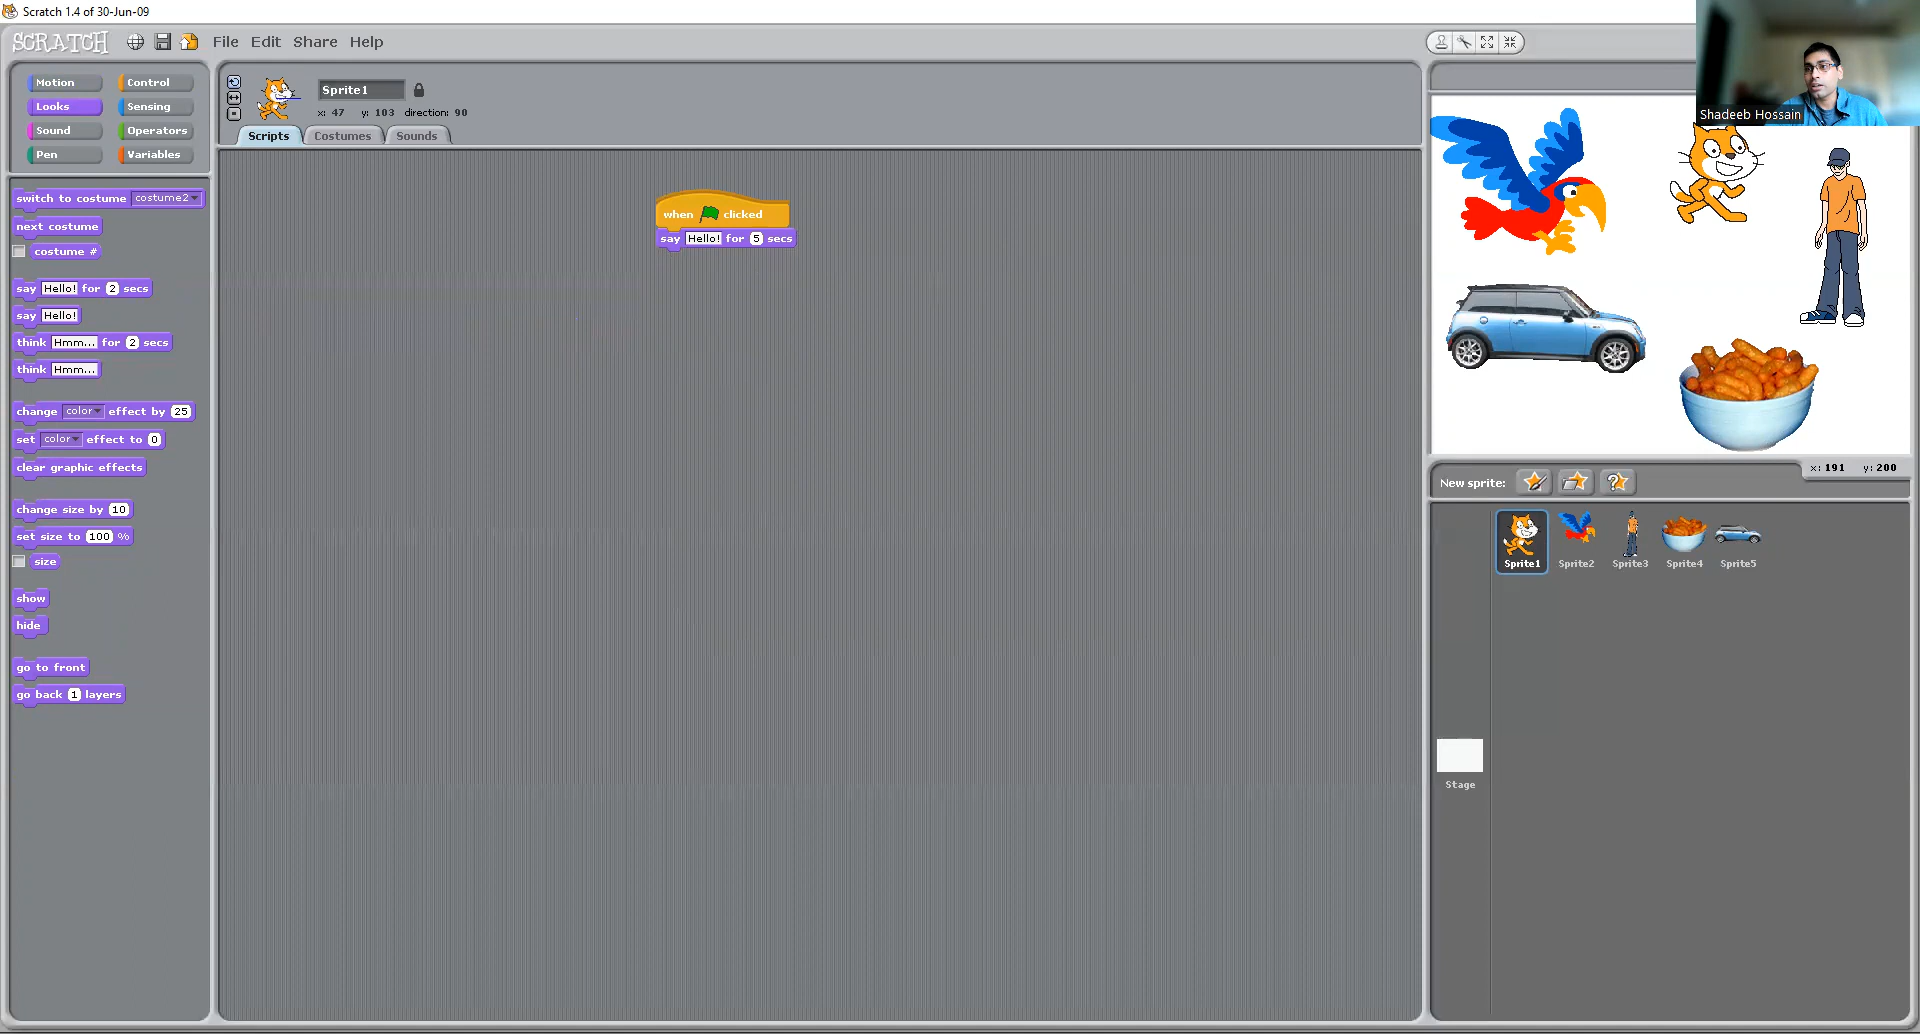 Scratch 1.4 of 30-Jun-09
SCRATCH File Edit Share Help
Motion Control
Looks Sensing
Sound Operators
Pen Variables
switch to costume costume2
next costume
costume #
say Hello! for 2 secs
say Hello!
think Hmm... for 2 secs
think Hmm...
change color effect by 25
set color effect to 0
clear graphic effects
change size by 10
set size to 100 %
size
show
hide
go to front
go back 1 layers
Sprite1
x: 47 y: 103 direction: 90
Scripts Costumes Sounds
when clicked
say Hello! for 5 secs
Shadeeb Hossain
x: 191 y: 200
New sprite:
Sprite1 Sprite2 Sprite3 Sprite4 Sprite5
Stage